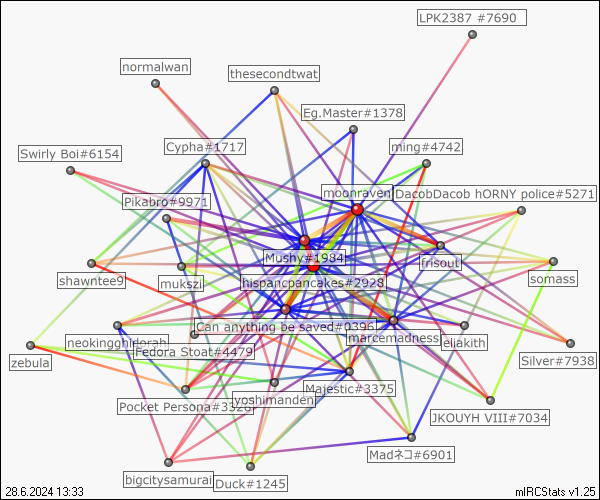 LPK2387 #7690
normalwan
thesecondtwat
Eg.Master#1378
Cypha#1717
ming#4742
Swirly Boi#6154
moonraven
DacobDacob hORNY police#5271
Pikabro#9971
Mushy#1984
frisout
shawntee9
mukszil
hispancpancakes#2928
somass
Can anything be saved#0396
marcemadness
eljakith
neokingghidorah
Fedora Stoat#4479
zebula
Silver#7938
Majestic#3375
Pocket Persona#3326
yoshimanden
JKOUYH VIII#7034
Madネコ#6901
bigcitysamurai
Duck#1245
28.6.2024 13:33
mIRCStats v1.25